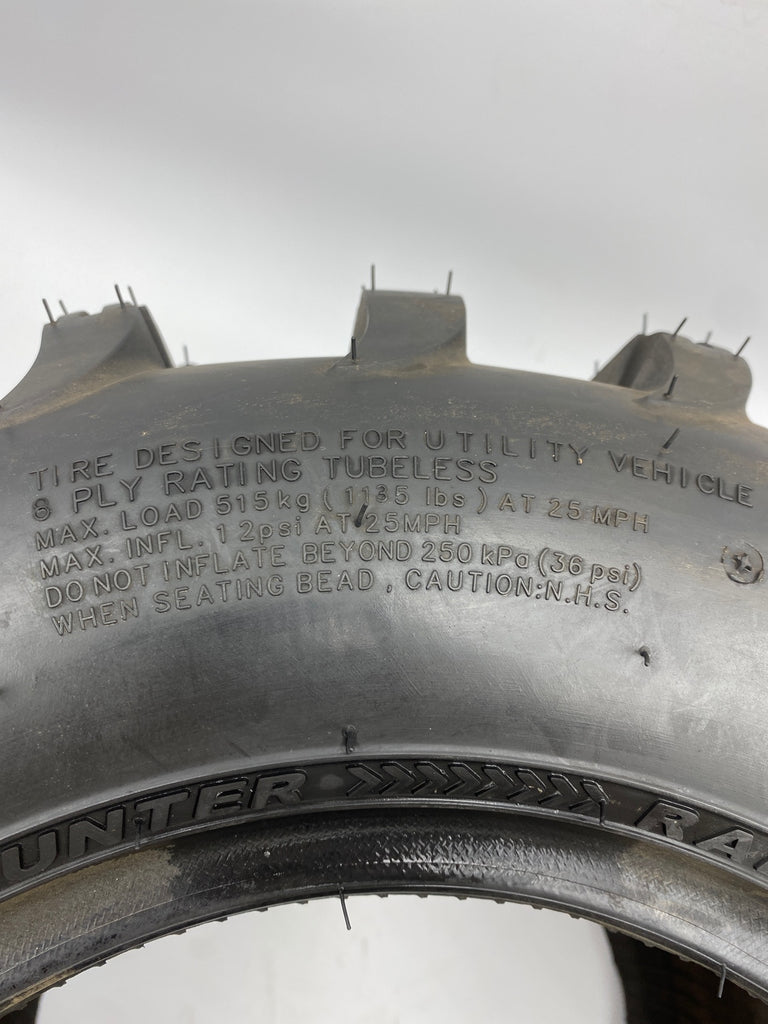 TIRE DESIGNED FOR UTILITY VEHICLE
8 PLY RATING TUBELESS
MAX. LOAD 515kg (1135 lbs) AT 25 MPH
MAX. INFL. 12psi AT 25MPH
DO NOT INFLATE BEYOND 250 kPa (36 psi)
WHEN SEATING BEAD, CAUTION:N.H.S.
UNTER >>>>>>>> RA